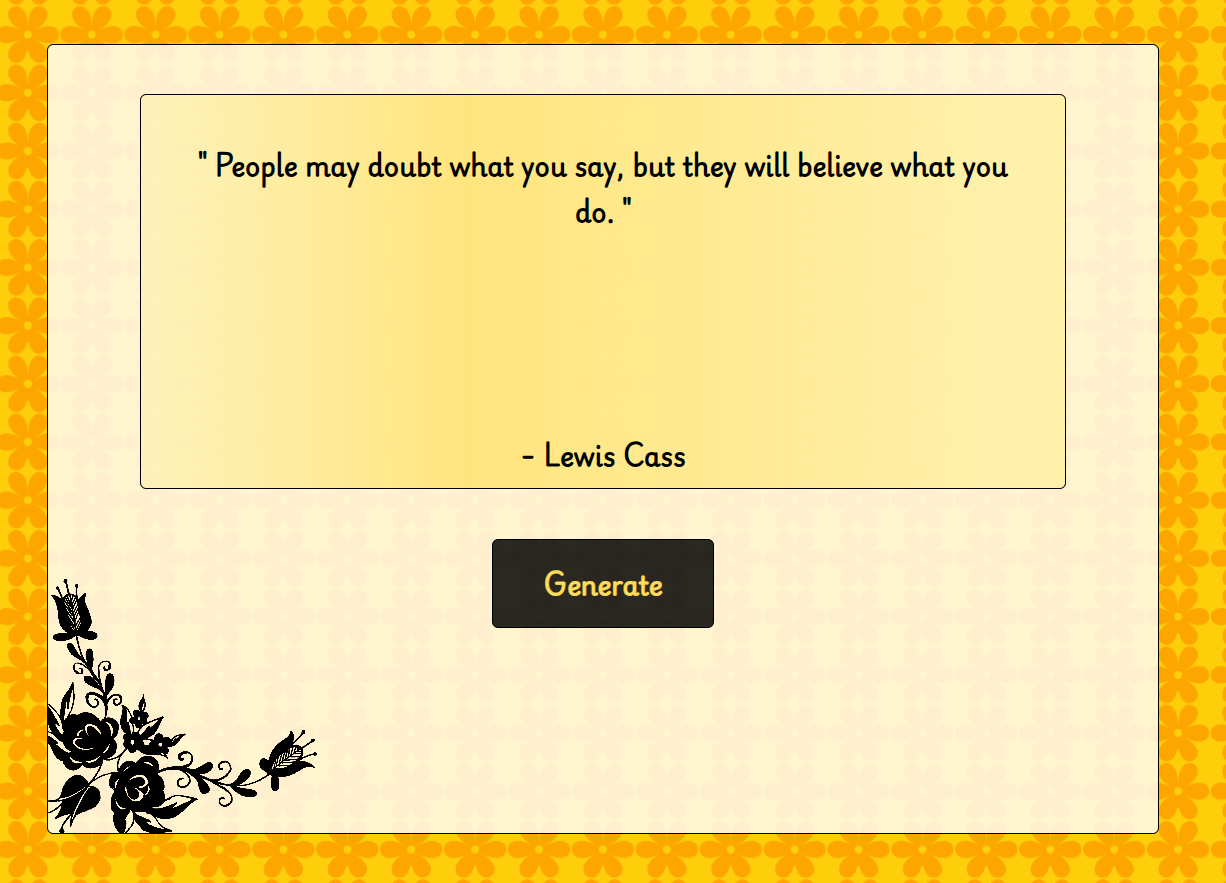 " People may doubt what you say, but they will believe what you
do. "
- Lewis Cass
Generate